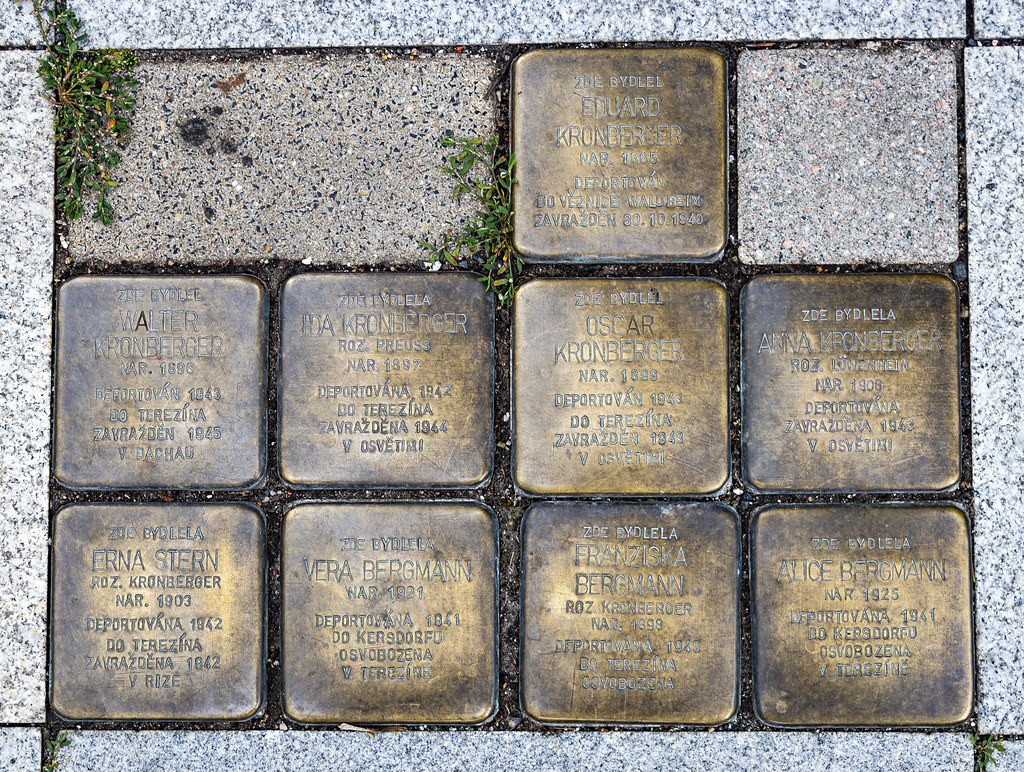 ZDE BYDLEL
EDUARD
KRONBERGER
NAR. 1865
DEPORTOVÁN
DO VĚZNICE WALDHEIM
ZAVRAŽDĚN 30.10.1940
ZDE BYDLEL
WALTER
KRONBERGER
NAR.
DEPORTOVÁN 1943
DO TEREZÍNA
ZAVRAŽDĚN 1945
V DACHAU
ZDE BYDLELA
IDA KRONBERGER
ROZ. PREUSS
NAR. 1897
DEPORTOVÁNA 1942
DO TEREZÍNA
ZAVRAŽDĚNA 1944
V OSVĚTIMI
ZDE BYDLEL
OSCAR
KRONBERGER
NAR.
DEPORTOVÁN 1943
DO TEREZÍNA
ZAVRAŽDĚN 1943
V OSVĚTIMI
ZDE BYDLELA
ANNA KRONBERGER
ROZ. LÖWENHEIN
NAR. 1908
DEPORTOVÁNA
ZAVRAŽDĚNA 1943
V OSVĚTIMI
ZDE BYDLELA
ERNA STERN
ROZ. KRONBERGER
NAR. 1903
DEPORTOVÁNA 1942
DO TEREZÍNA
ZAVRAŽDĚNA 1942
V RIZE
ZDE BYDLELA
VERA BERGMANN
NAR. 1921
DEPORTOVÁNA 1941
DO KERSDORFU
OSVOBOZENA
V TEREZÍNĚ
ZDE BYDLELA
FRANZISKA
BERGMANN
ROZ. KRONBERGER
NAR.
DEPORTOVÁNA 1945
DO TEREZÍNA
OSVOBOZENA
ZDE BYDLELA
ALICE BERGMANN
NAR. 1925
DEPORTOVÁNA 1941
DO KERSDORFU
OSVOBOZENA
V TEREZÍNĚ